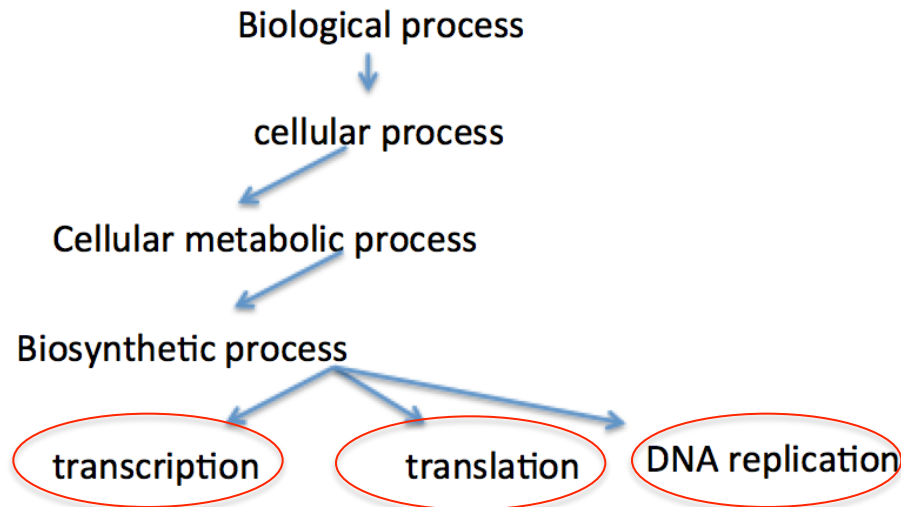 Biological process
cellular process
Cellular metabolic process
Biosynthetic process
transcription
translation
DNA replication